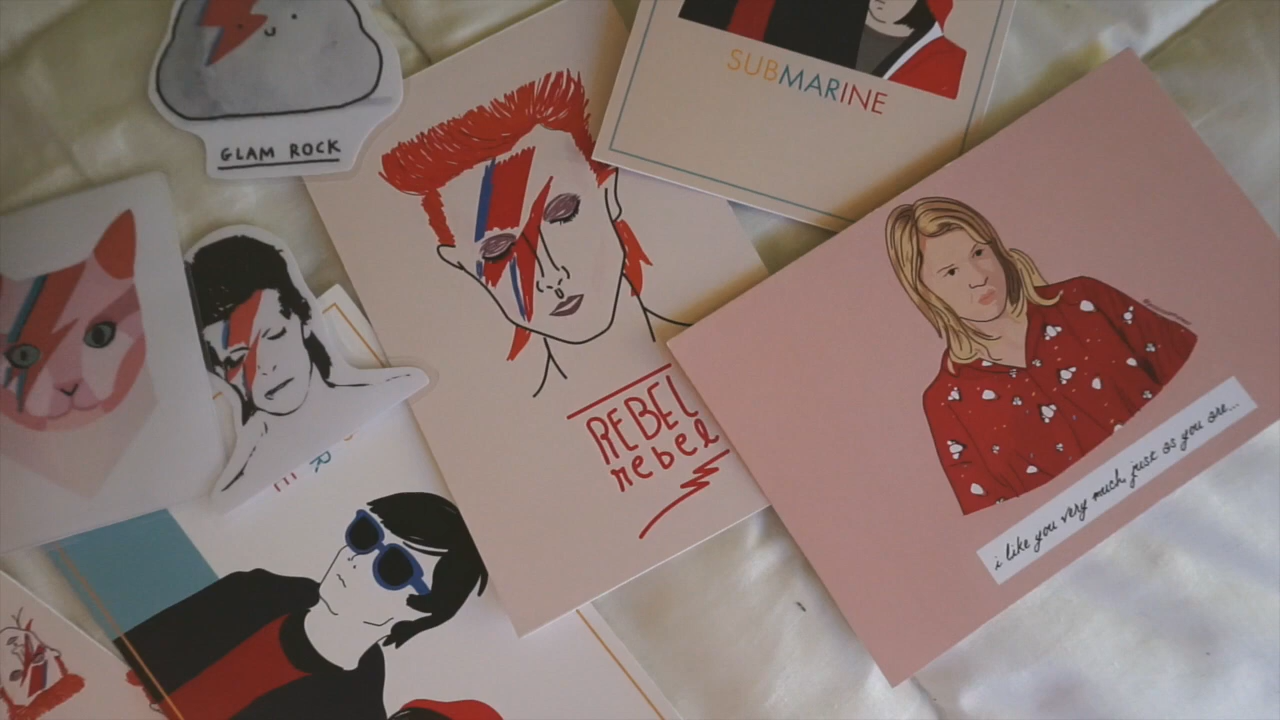 GLAM ROCK
SUBMARINE
REBEL
rebel
i like you very much, just as you are...